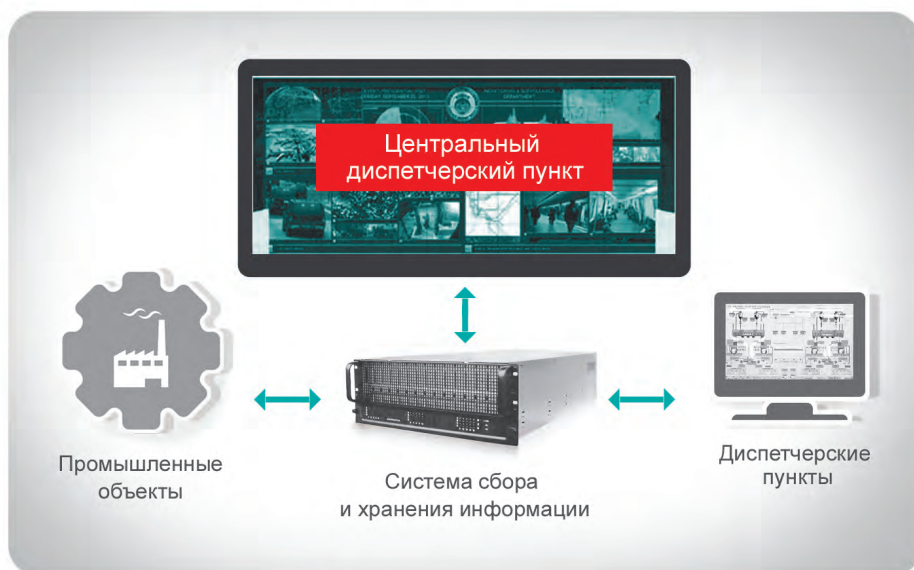 Центральный
диспетчерский пункт
Промышленные
объекты
Система сбора
и хранения информации
Диспетчерские
пункты